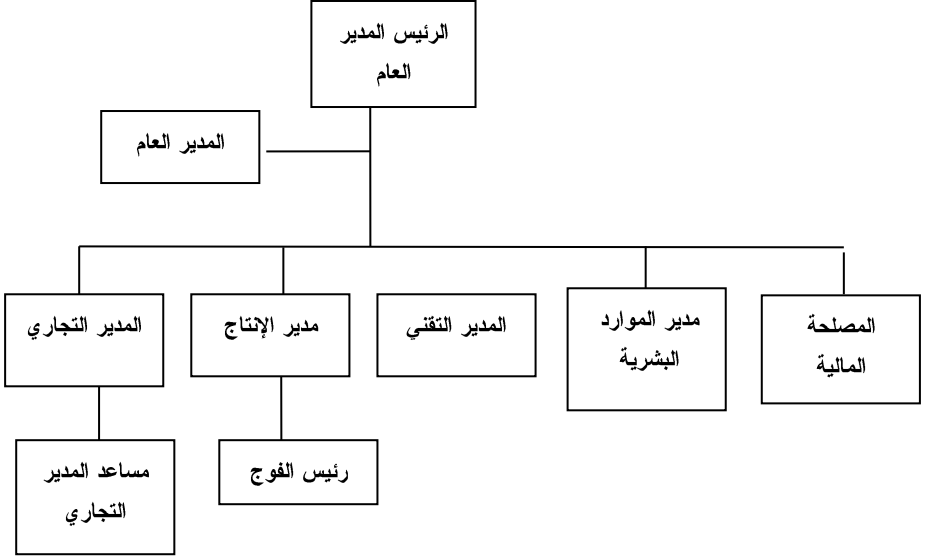 الرئيس المدير
العام
المدير العام
المصلحة
المالية
مدير الموارد
البشرية
المدير التقني
مدير الإنتاج
المدير التجاري
رئيس الفوج
مساعد المدير
التجاري